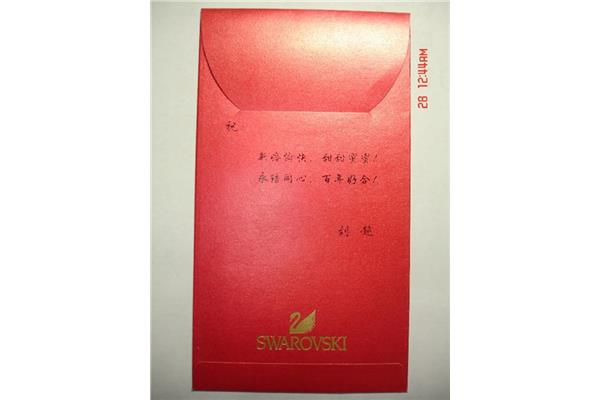 祝
新婚愉快、甜甜蜜蜜!
永结同心、百年好合!
刘 超
SWAROVSKI
28 12:44AM